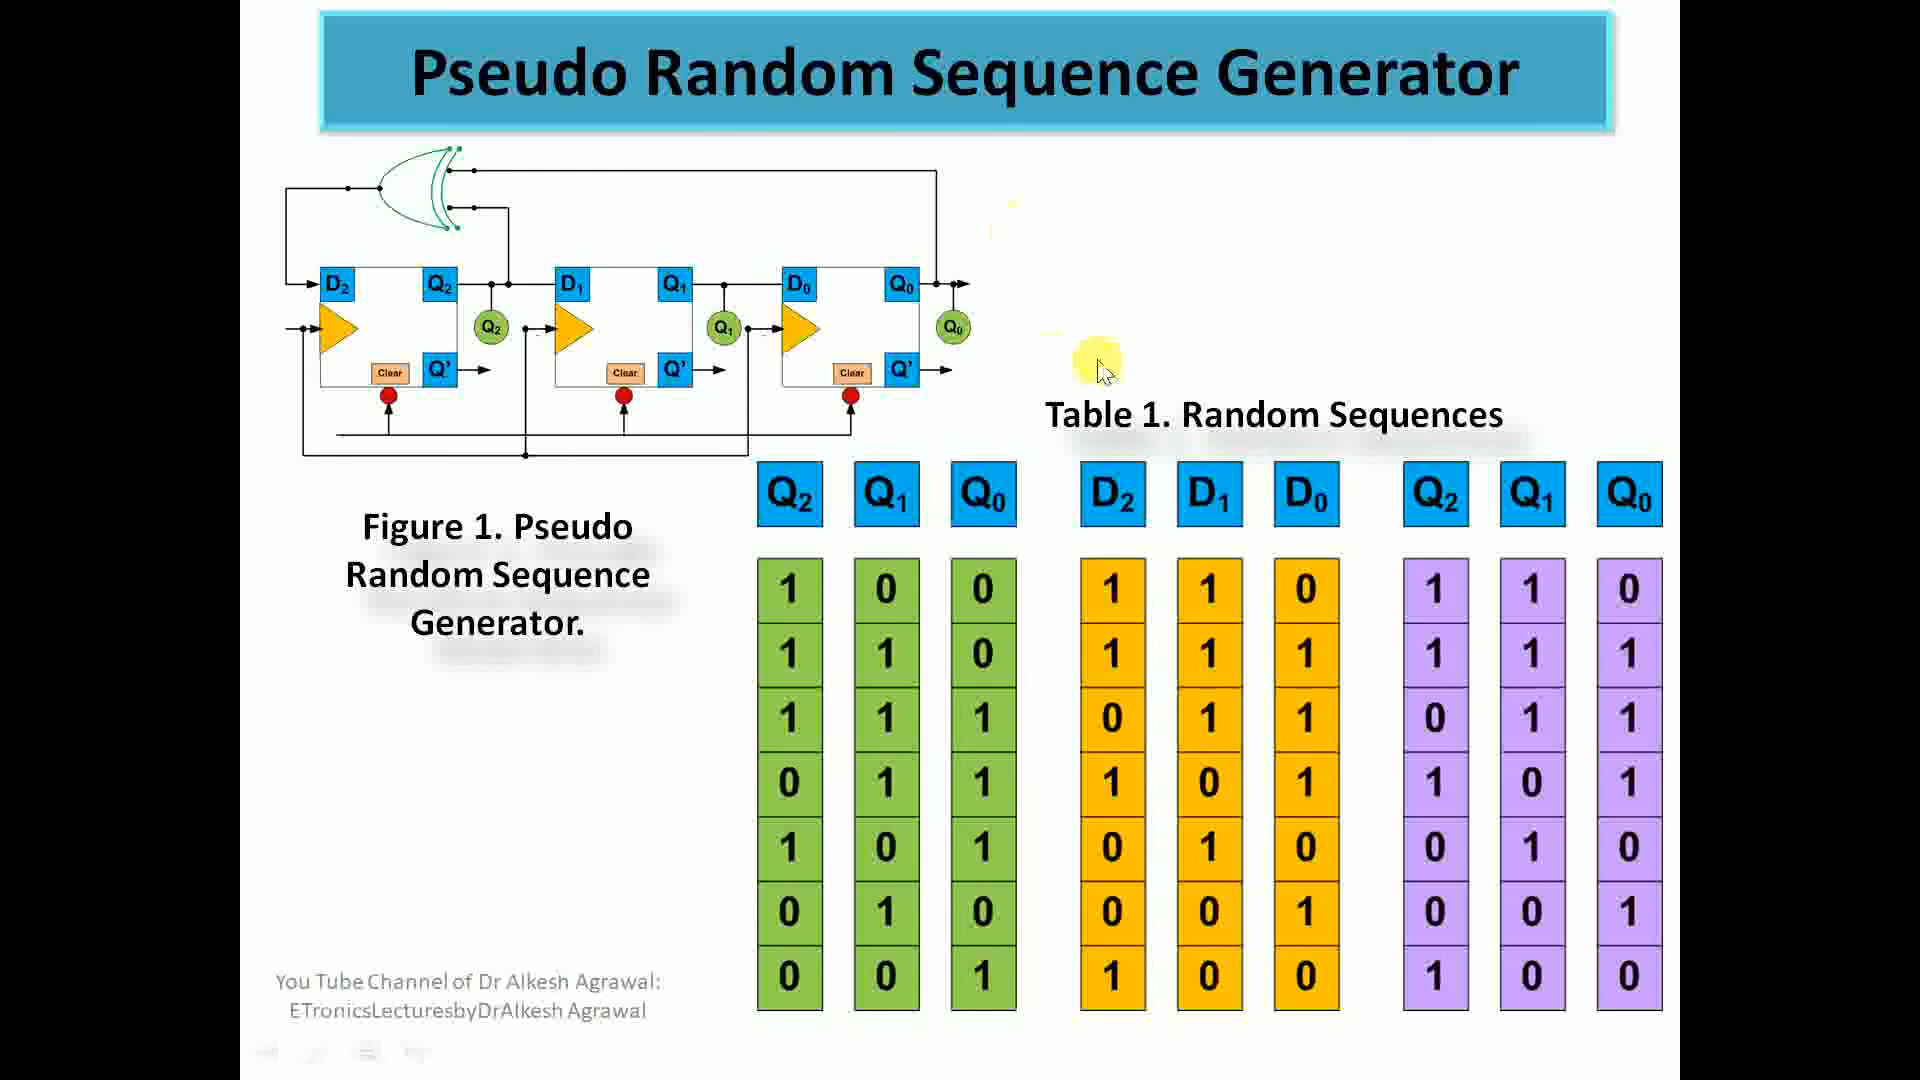 Pseudo Random Sequence Generator
D2 Q2 D1 Q1 D0 Q0
Q2 Q1 Q0
Clear Q' Clear Q' Clear Q'
Table 1. Random Sequences
Figure 1. Pseudo
Random Sequence
Generator.
Q2 Q1 Q0 D2 D1 D0 Q2 Q1 Q0
1 0 0 1 1 0 1 1 0
1 1 0 1 1 1 1 1 1
1 1 1 0 1 1 0 1 1
0 1 1 1 0 1 1 0 1
1 0 1 0 1 0 0 1 0
0 1 0 0 0 1 0 0 1
0 0 1 1 0 0 1 0 0
You Tube Channel of Dr Alkesh Agrawal:
ETronicsLecturesbyDrAlkesh Agrawal